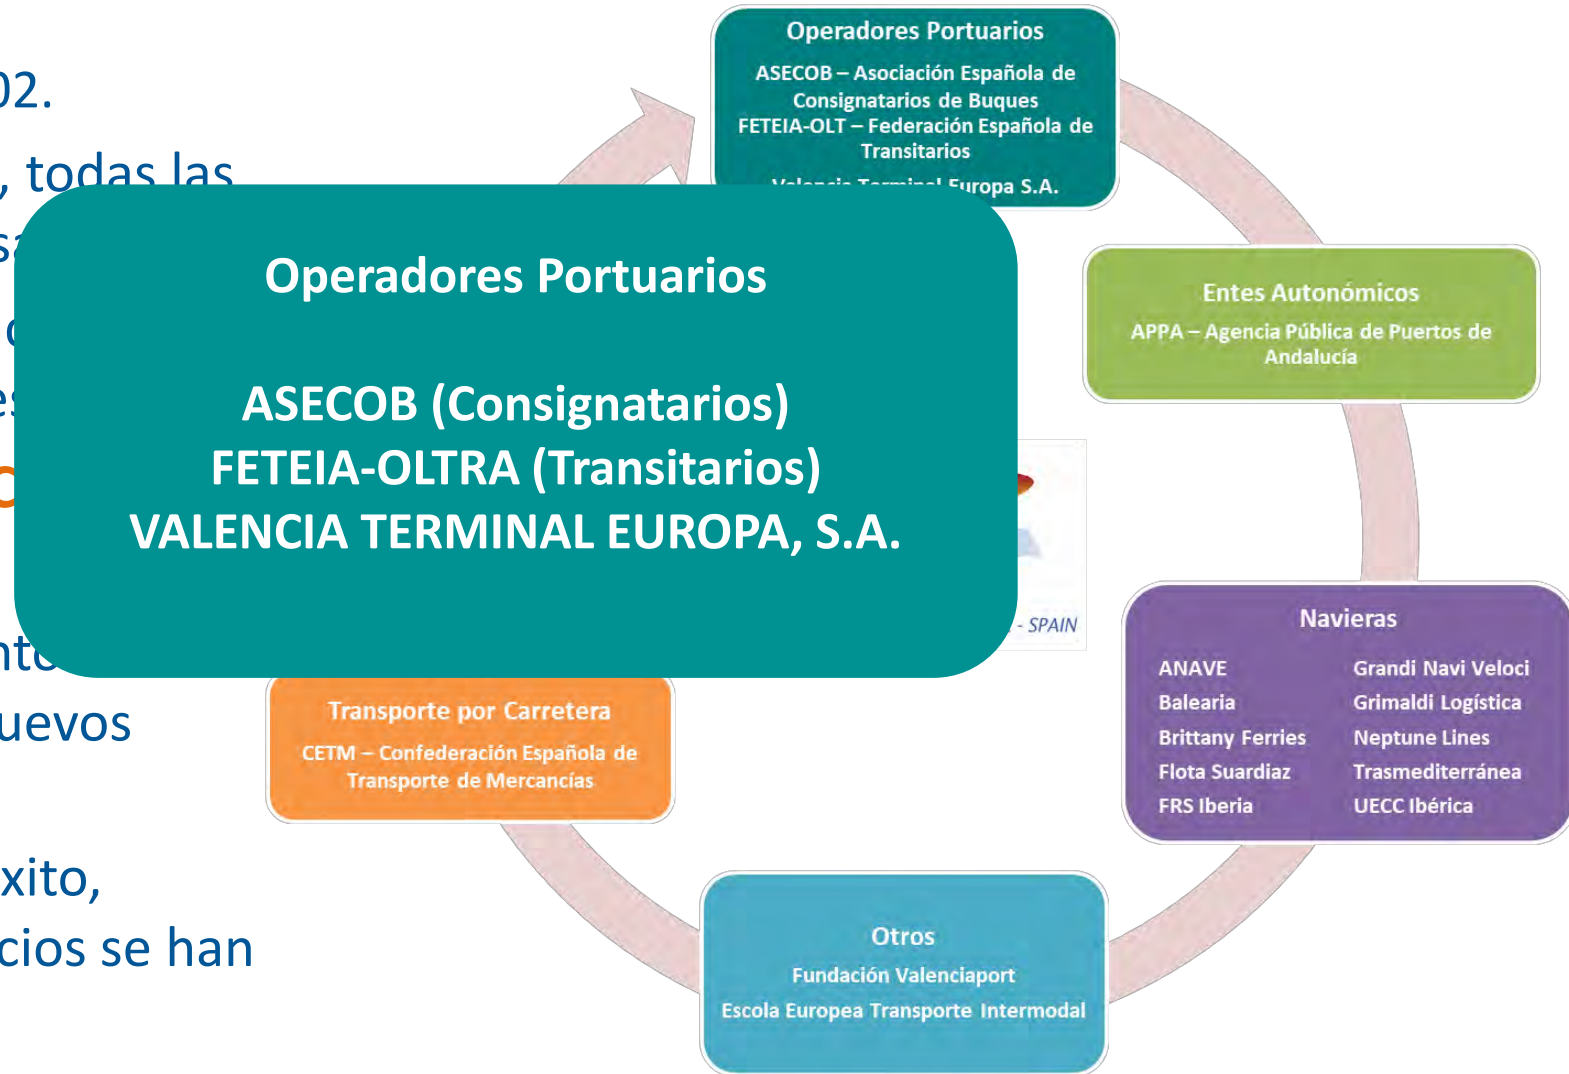 02.
, todas las
Operadores Portuarios
ASECOB – Asociación Española de
Consignatarios de Buques
FETEIA-OLT – Federación Española de
Transitarios
Valencia Terminal Europa S.A.
Operadores Portuarios
ASECOB (Consignatarios)
FETEIA-OLTRA (Transitarios)
VALENCIA TERMINAL EUROPA, S.A.
Entes Autonómicos
APPA – Agencia Pública de Puertos de
Andalucía
- SPAIN
Navieras
ANAVE
Balearia
Brittany Ferries
Flota Suardiaz
FRS Iberia
Grandi Navi Veloci
Grimaldi Logística
Neptune Lines
Trasmediterránea
UECC Ibérica
uevos
Transporte por Carretera
CETM – Confederación Española de
Transporte de Mercancías
xito,
cios se han
Otros
Fundación Valenciaport
Escola Europea Transporte Intermodal